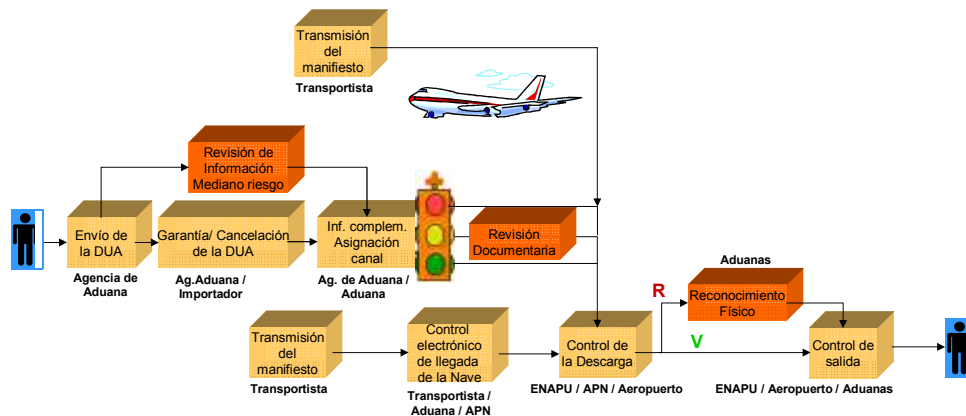 Transmisión
del
manifiesto
Transportista
Revisión de
Información
Mediano riesgo
Envío de
la DUA
Agencia de
Aduana
Garantía/ Cancelación
de la DUA
Ag.Aduana /
Importador
Inf. complem.
Asignación
canal
Ag. de Aduana /
Aduana
Revisión
Documentaria
Aduanas
R
Reconocimiento
Físico
V
Transmisión
del
manifiesto
Transportista
Control
electrónico
de llegada
de la Nave
Transportista /
Aduana / APN
Control de
la Descarga
ENAPU / APN / Aeropuerto
Control de
salida
ENAPU / Aeropuerto / Aduanas